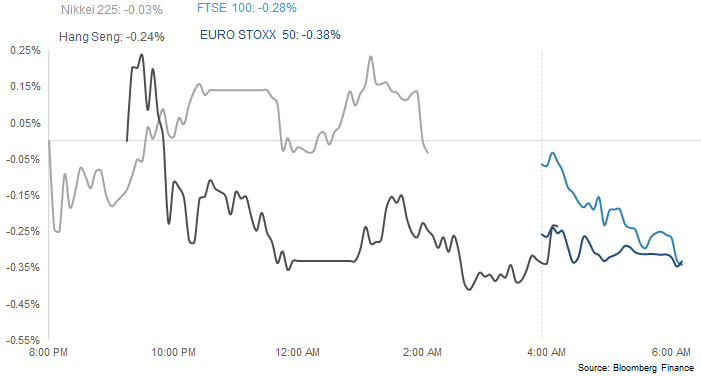 Nikkei 225: -0.03%
FTSE 100: -0.28%
Hang Seng: -0.24%
EURO STOXX 50: -0.38%
0.25%
0.15%
0.05%
-0.05%
-0.15%
-0.25%
-0.35%
-0.45%
-0.55%
8:00 PM
10:00 PM
12:00 AM
2:00 AM
4:00 AM
6:00 AM
Source: Bloomberg Finance